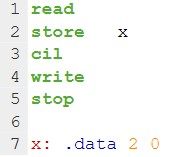 1 read
2 store x
3 cil
4 write
5 stop
6
7 x: .data 2 0